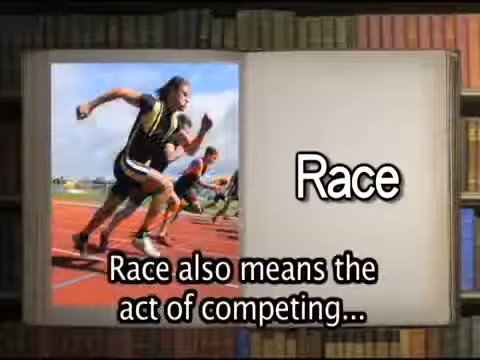 Race
Race also means the
act of competing...